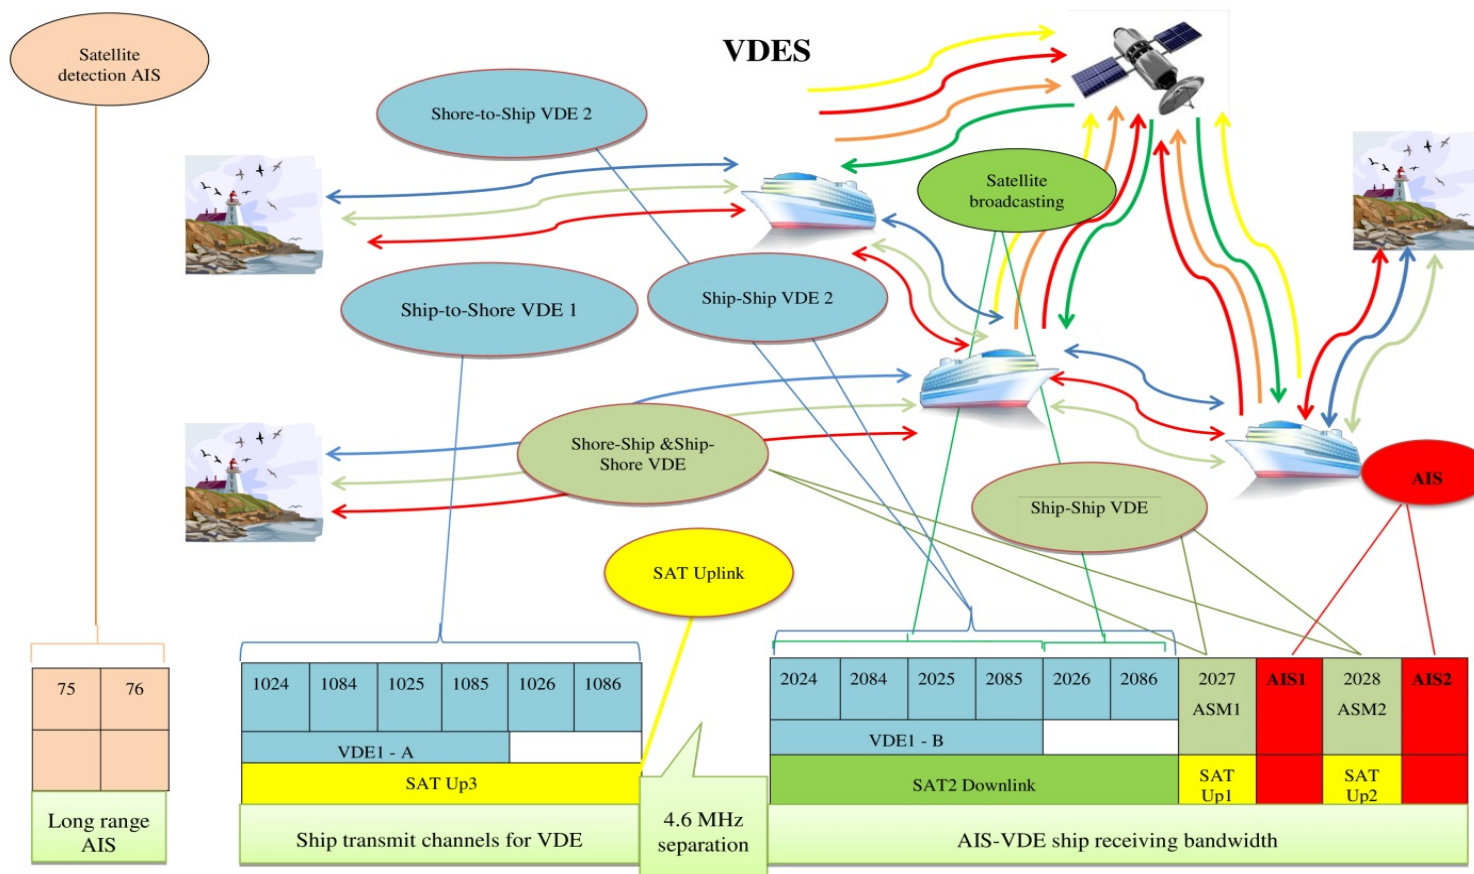 VDES
Satellite
detection AIS
Shore-to-Ship VDE 2
Satellite
broadcasting
Ship-to-Shore VDE 1
Ship-Ship VDE 2
Shore-Ship &Ship-
Shore VDE
AIS
Ship-Ship VDE
SAT Uplink
75 76
1024 1084 1025 1085 1026 1086
2024 2084 2025 2085 2026 2086 2027 AIS1 2028 AIS2
ASM1 ASM2
VDE1 - A
VDE1 - B
SAT Up3
SAT2 Downlink
SAT
Up1
SAT
Up2
Long range
AIS
Ship transmit channels for VDE
4.6 MHz
separation
AIS-VDE ship receiving bandwidth